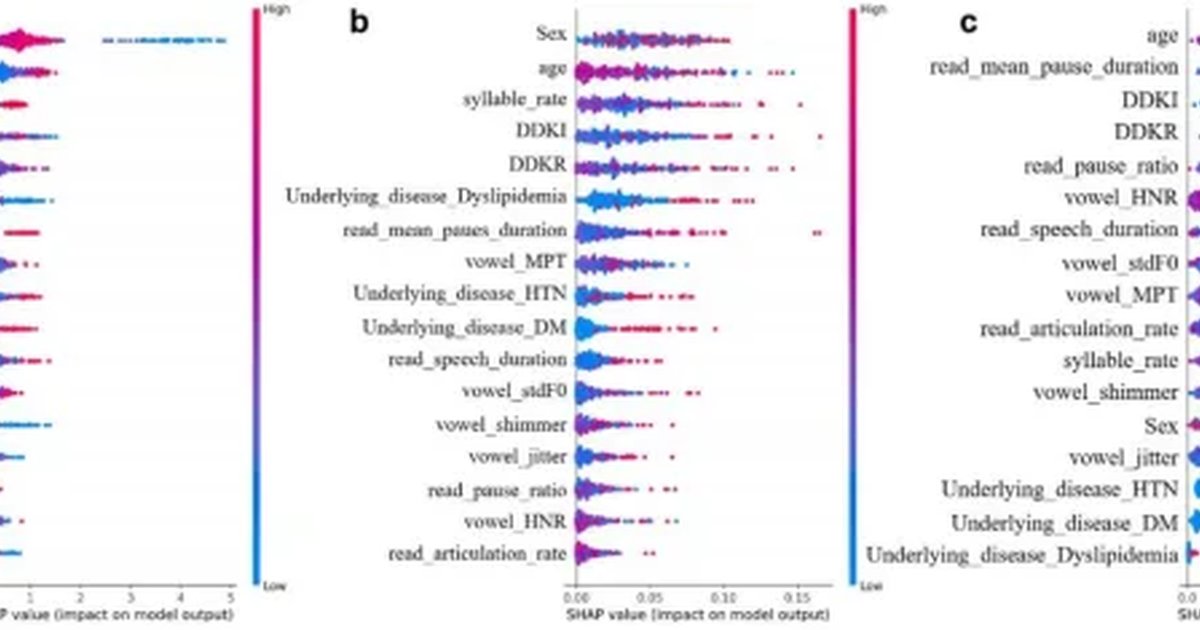 High
Low
1 2 3 4 5
P value (impact on model output)
b
Sex
age
syllable_rate
DDKI
DDKR
Underlying_disease_Dyslipidemia
read_mean_paues_duration
vowel_MPT
Underlying_disease_HTN
Underlying_disease_DM
read_speech_duration
vowel_stdF0
vowel_shimmer
vowel_jitter
read_pause_ratio
vowel_HNR
read_articulation_rate
0.00 0.05 0.10 0.15
SHAP value (impact on model output)
High
Low
c
age
read_mean_pause_duration
DDKI
DDKR
read_pause_ratio
vowel_HNR
read_speech_duration
vowel_stdF0
vowel_MPT
read_articulation_rate
syllable_rate
vowel_shimmer
Sex
vowel_jitter
Underlying_disease_HTN
Underlying_disease_DM
Underlying_disease_Dyslipidemia
0.0
SH